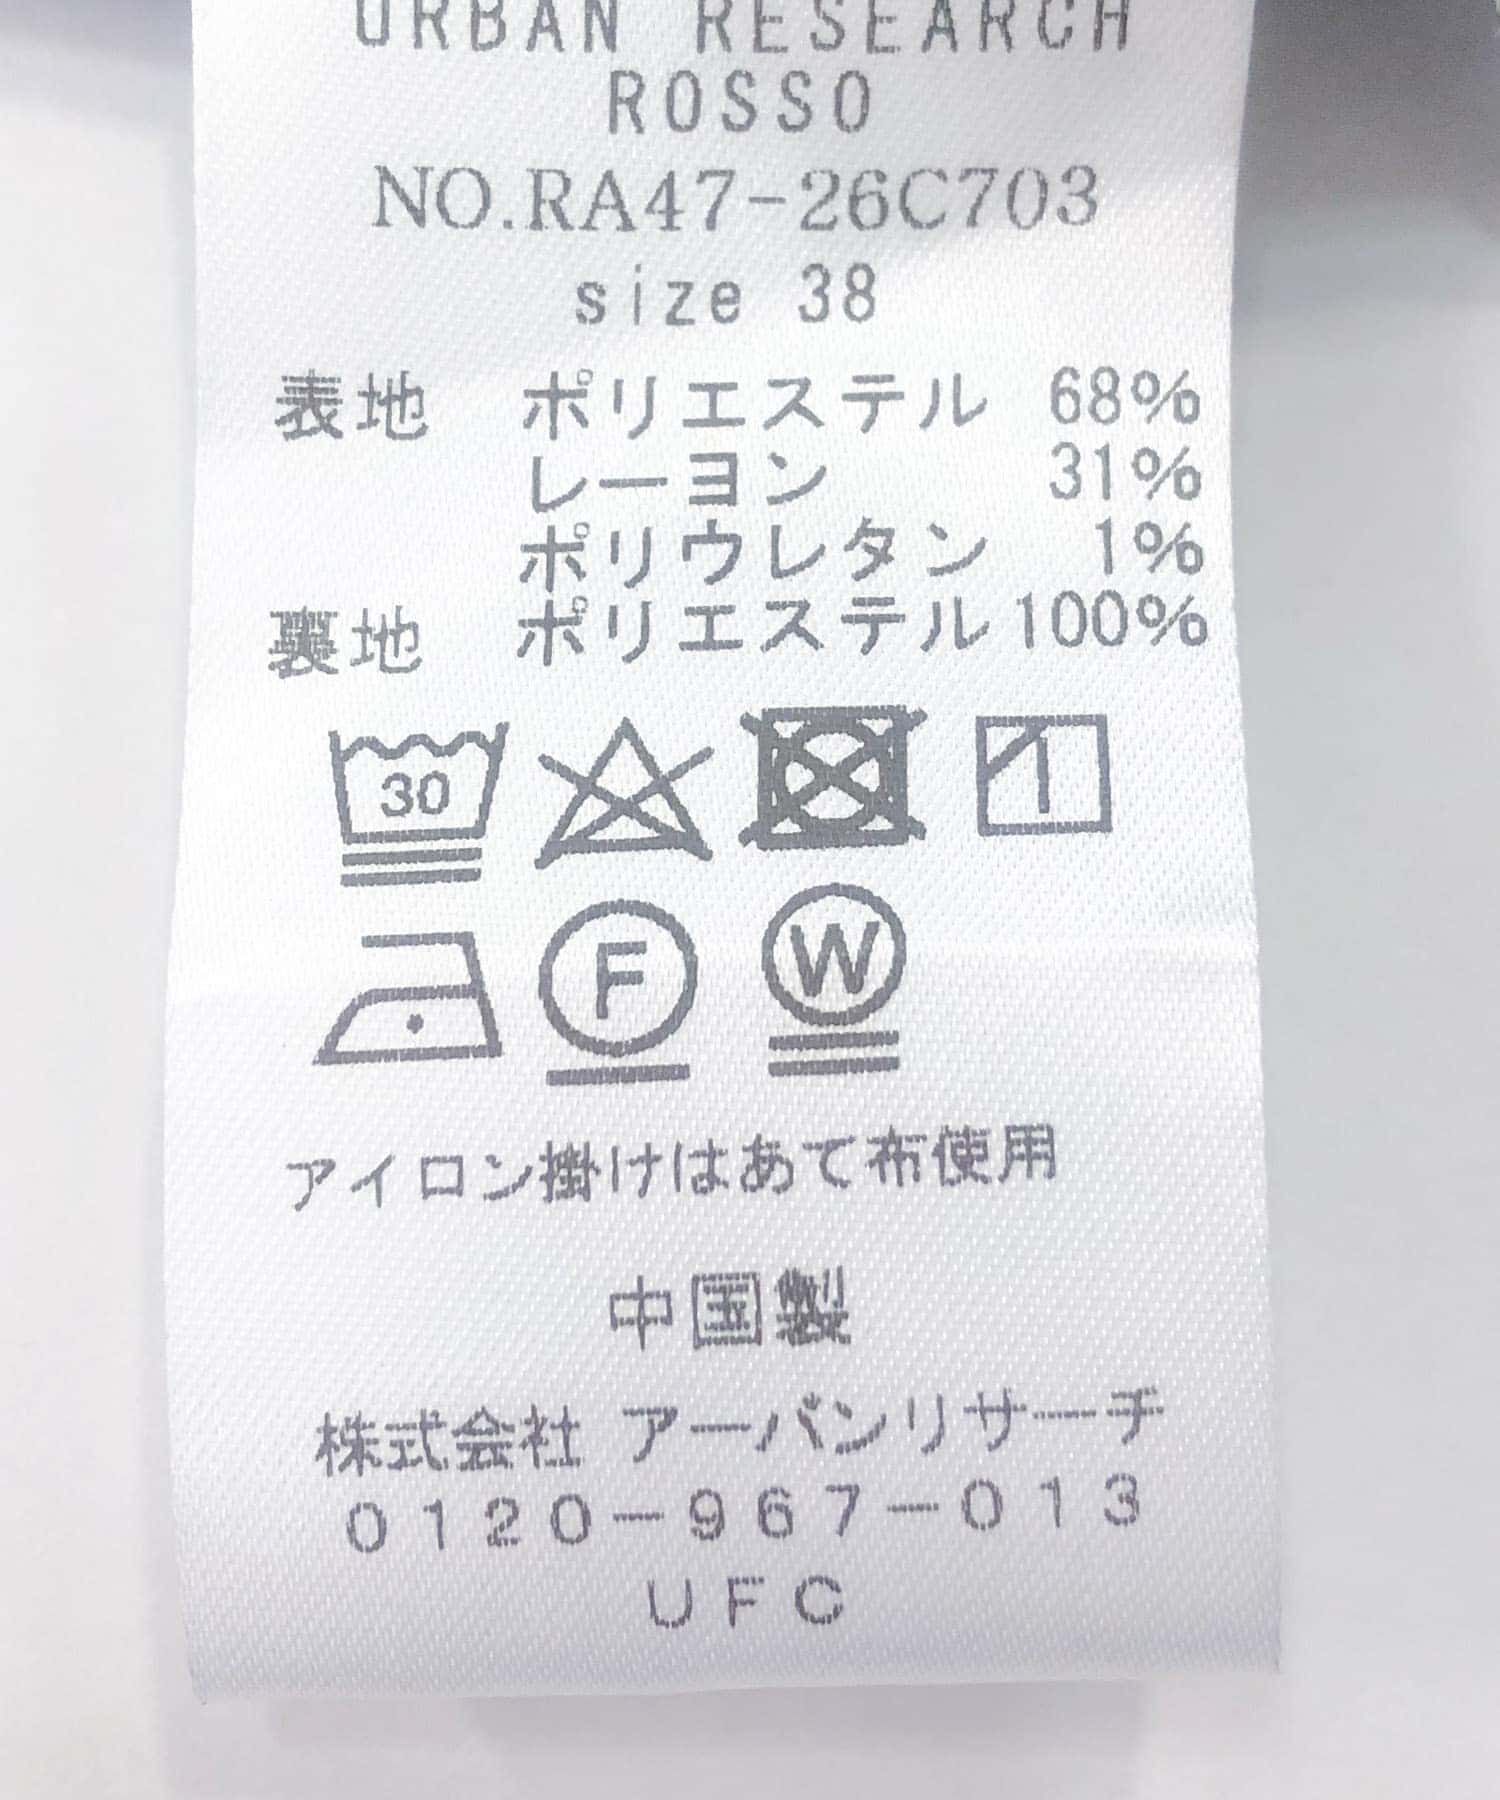 URBAN RESEARCH
ROSSO
NO.RA47-26C703
size 38
表地 ポリエステル 68%
レーヨン 31%
ポリウレタン 1%
裏地 ポリエステル 100%
30
F
W
アイロン掛けはあて布使用
中国製
株式会社 アーバンリサーチ
0120-967-013
UFC